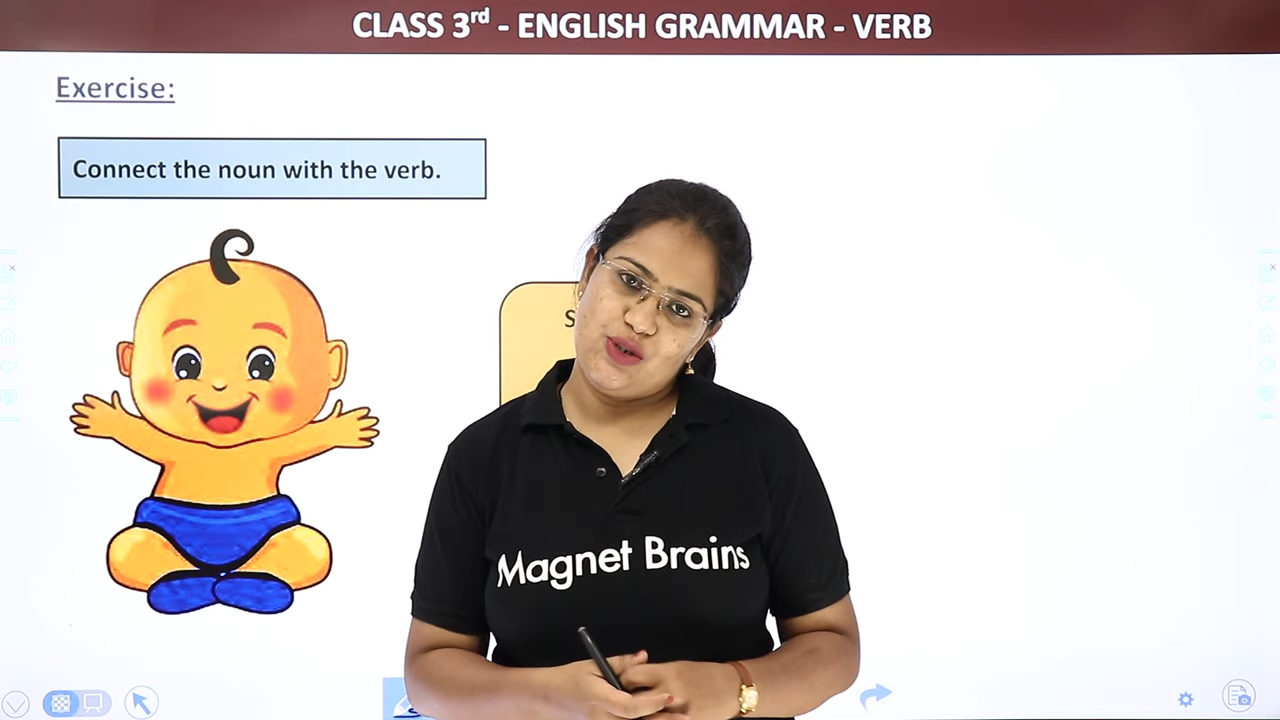 CLASS 3rd - ENGLISH GRAMMAR - VERB
Exercise:
Connect the noun with the verb.
Magnet Brains